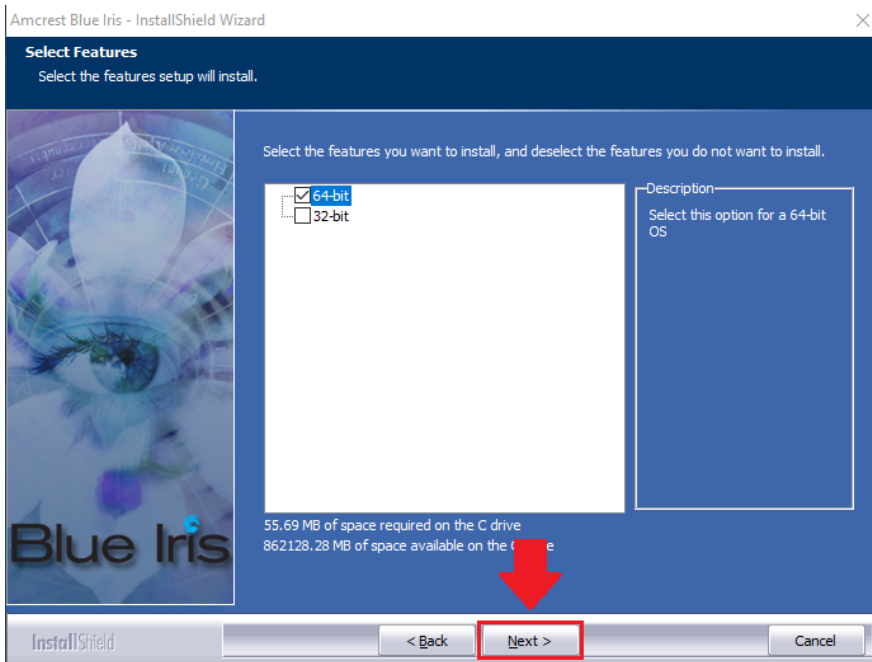 Amcrest Blue Iris - InstallShield Wizard
Select Features
Select the features setup will install.
Select the features you want to install, and deselect the features you do not want to install.
64-bit
32-bit
Description
Select this option for a 64-bit
OS
55.69 MB of space required on the C drive
862128.28 MB of space available on the
Blue Iris
InstallShield
< Back
Next >
Cancel